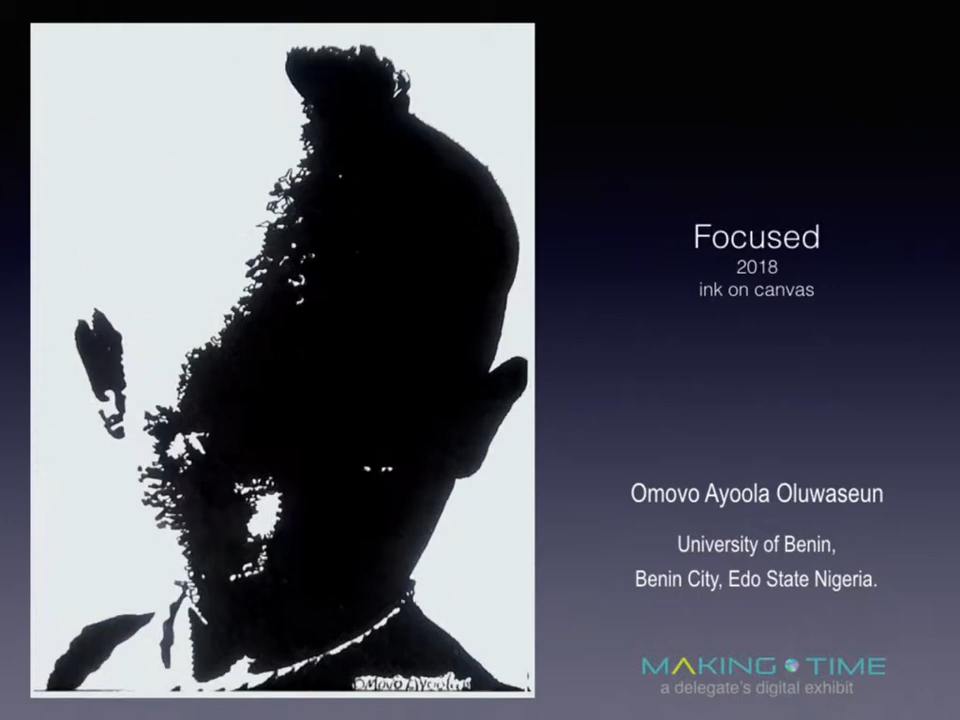 Focused
2018
ink on canvas
Omovo Ayoola Oluwaseun
University of Benin,
Benin City, Edo State Nigeria.
MAKING TIME
a delegate's digital exhibit
Omovo